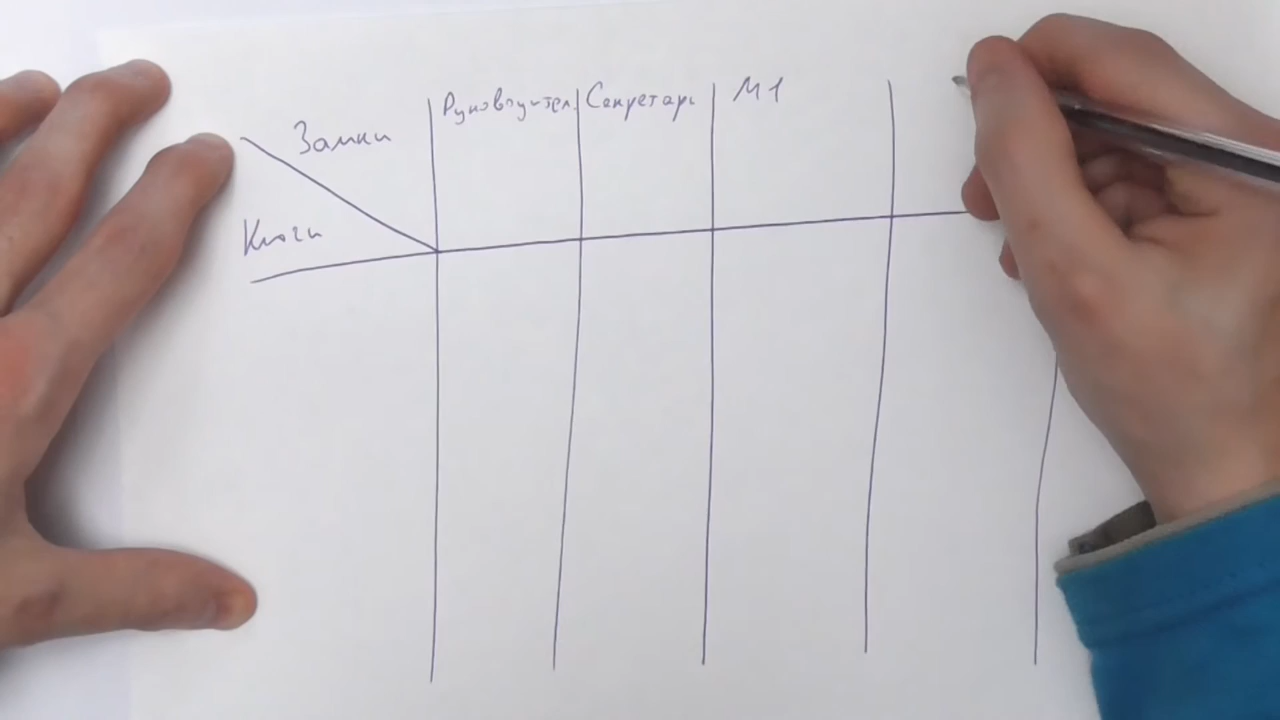 Замки
Ключи
Руководител
Секретарь
М1